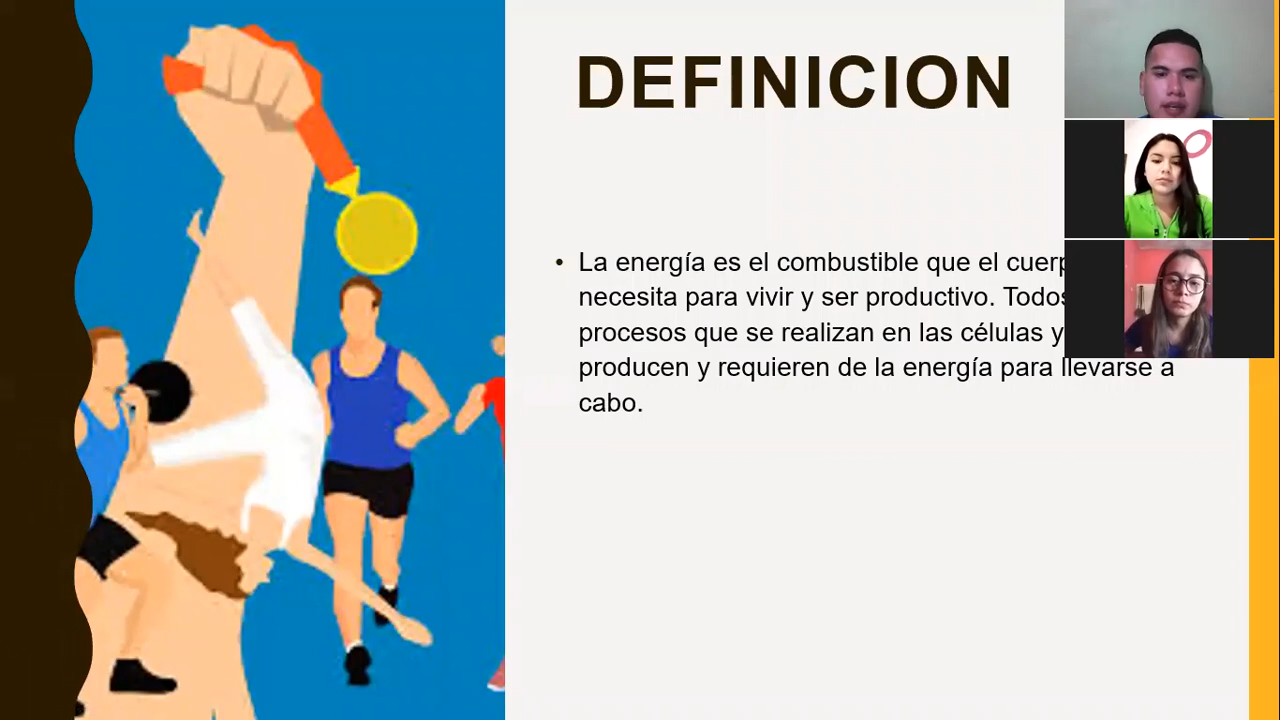 DEFINICION
• La energía es el combustible que el
necesita para vivir y ser productivo.
procesos que se realizan en las células y
producen y requieren de la energía para llevarse a
cabo.